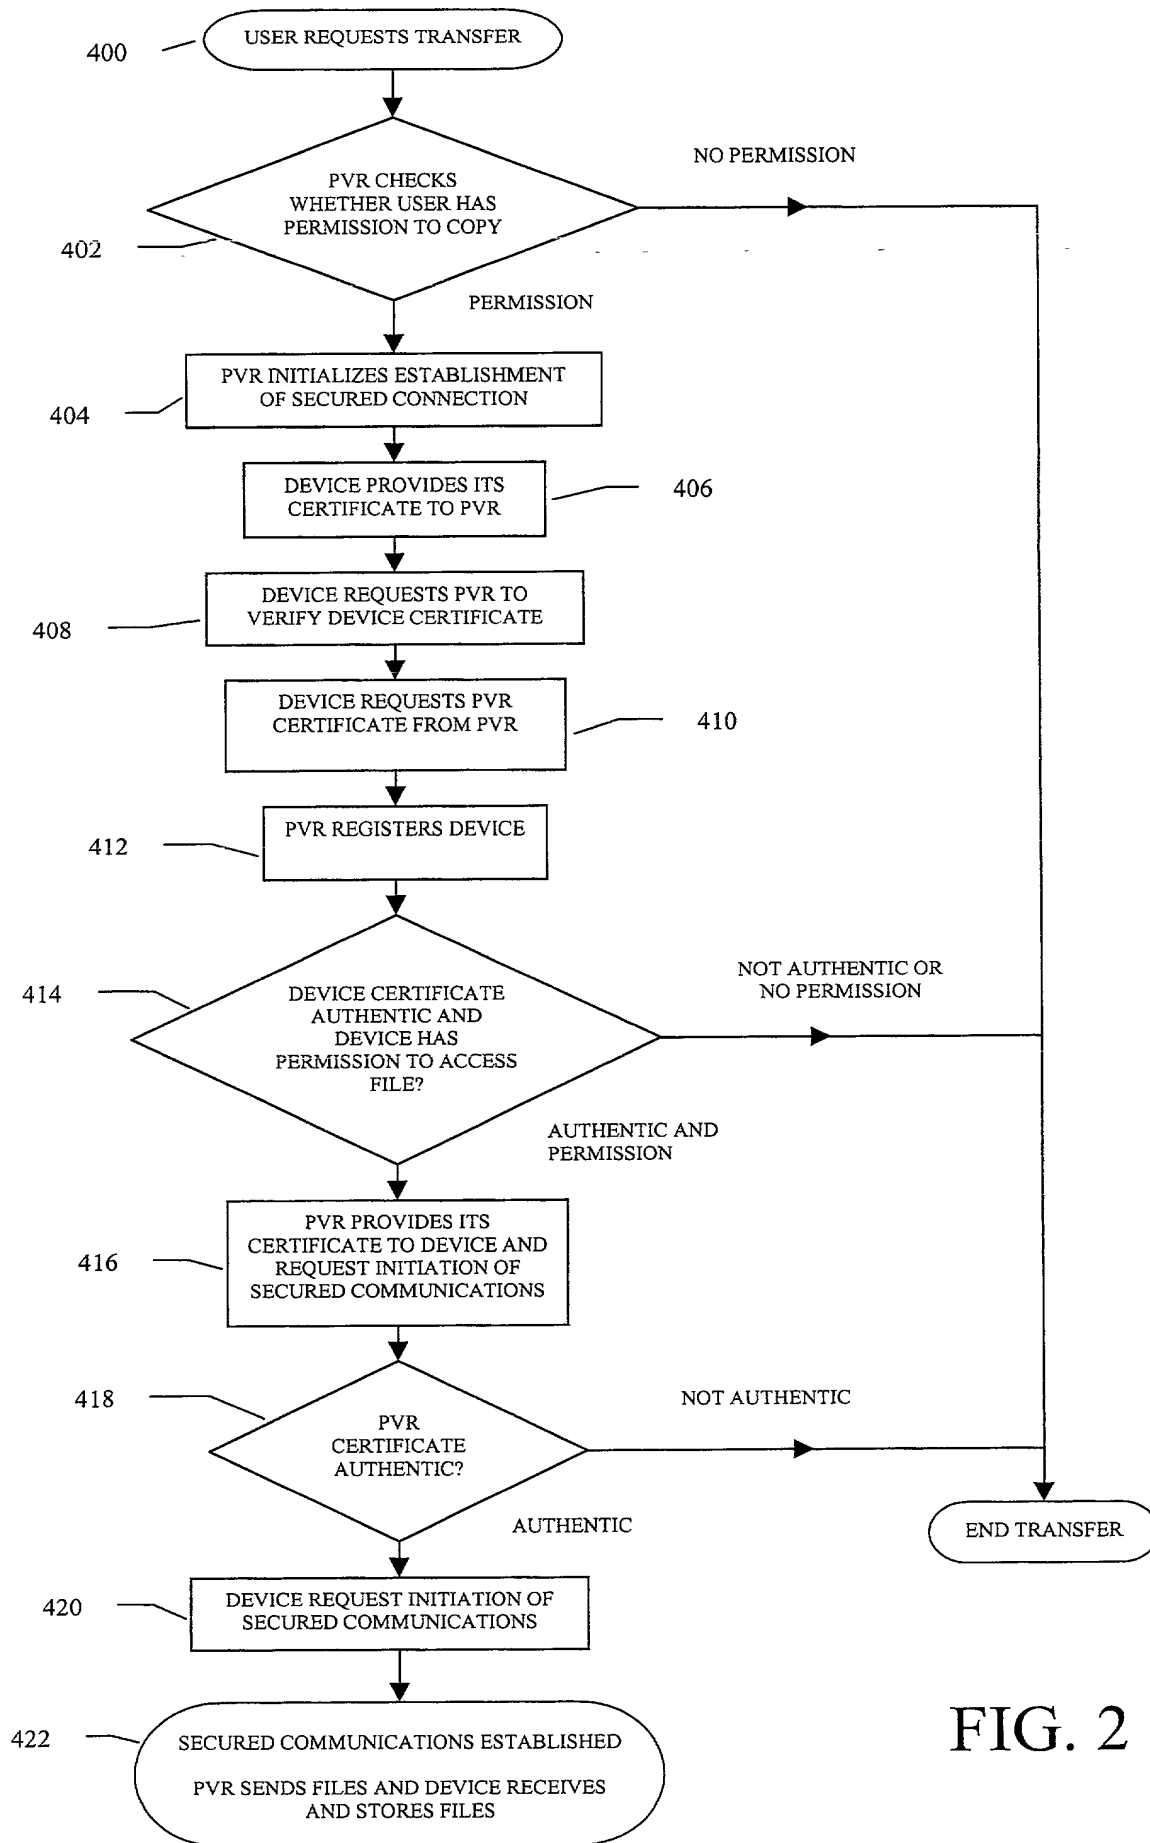 USER REQUESTS TRANSFER
400
NO PERMISSION
PVR CHECKS
WHETHER USER HAS
PERMISSION TO COPY
402
PERMISSION
PVR INITIALIZES ESTABLISHMENT
OF SECURED CONNECTION
404
DEVICE PROVIDES ITS
CERTIFICATE TO PVR
406
DEVICE REQUESTS PVR TO
VERIFY DEVICE CERTIFICATE
408
DEVICE REQUESTS PVR
CERTIFICATE FROM PVR
410
PVR REGISTERS DEVICE
412
NOT AUTHENTIC OR
NO PERMISSION
414
DEVICE CERTIFICATE
AUTHENTIC AND
DEVICE HAS
PERMISSION TO ACCESS
FILE?
AUTHENTIC AND
PERMISSION
PVR PROVIDES ITS
CERTIFICATE TO DEVICE AND
REQUEST INITIATION OF
SECURED COMMUNICATIONS
416
418
NOT AUTHENTIC
PVR
CERTIFICATE
AUTHENTIC?
AUTHENTIC
END TRANSFER
DEVICE REQUEST INITIATION OF
SECURED COMMUNICATIONS
420
422
SECURED COMMUNICATIONS ESTABLISHED
PVR SENDS FILES AND DEVICE RECEIVES
AND STORES FILES
FIG. 2